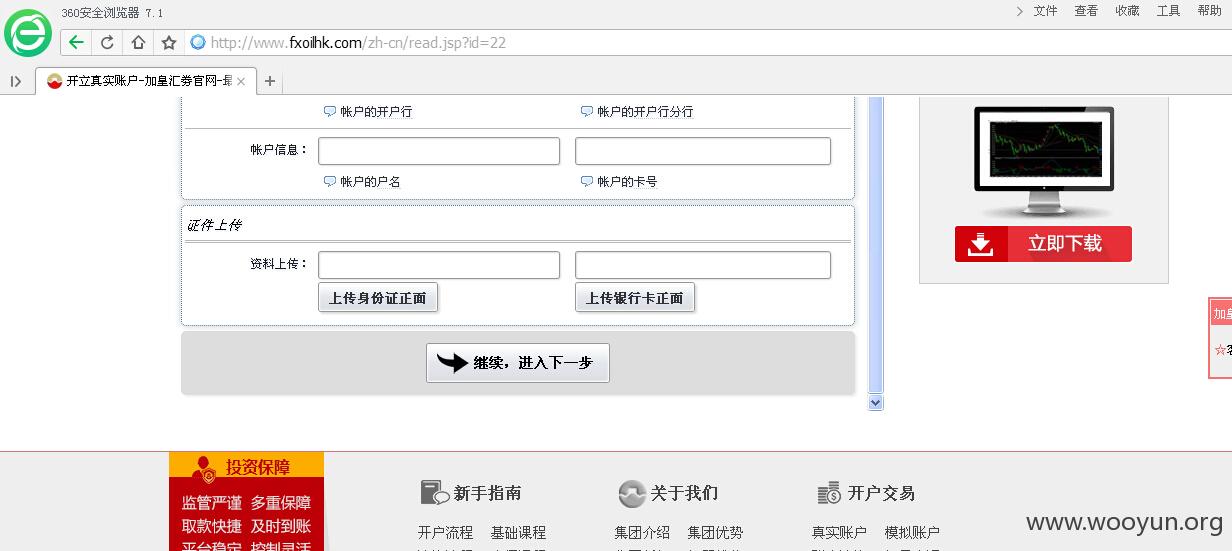 360安全浏览器 7.1
文件 查看 收藏 工具 帮助
http://www.fxoilhk.com/zh-cn/read.jsp?id=22
开立真实账户-加皇汇券官网-最
帐户的开户行 帐户的开户行分行
帐户信息：
帐户的户名 帐户的卡号
证件上传
资料上传：
上传身份证正面 上传银行卡正面
继续，进入下一步
立即下载
加皇
☆客
投资保障
监管严谨 多重保障
取款快捷 及时到账
平台稳定 控制灵活
新手指南 关于我们 开户交易
开户流程 基础课程 集团介绍 集团优势 真实账户 模拟账户
www.wooyun.org